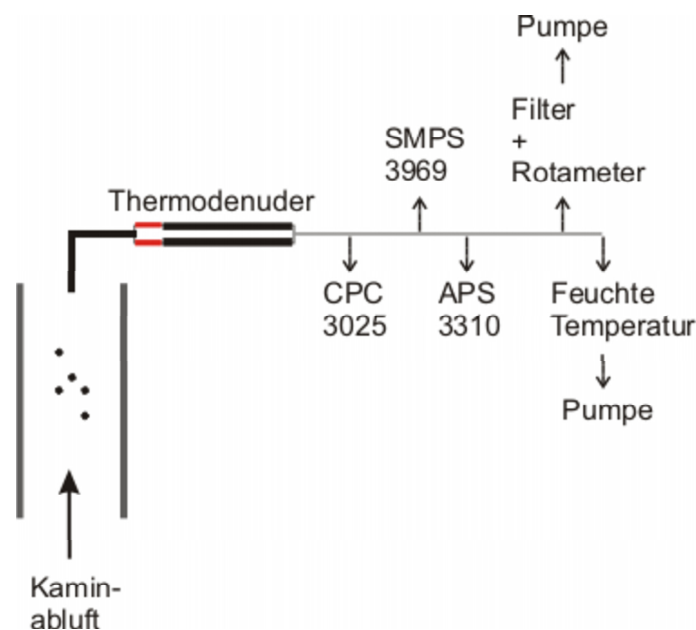 Pumpe
Filter
+
Rotameter
SMPS
3969
Thermodenuder
CPC
3025
APS
3310
Feuchte
Temperatur
Pumpe
Kamin-
abluft